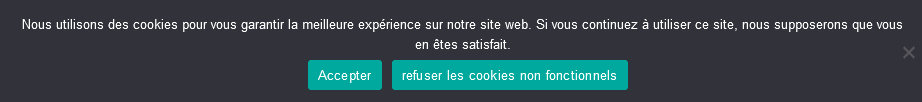 Nous utilisons des cookies pour vous garantir la meilleure expérience sur notre site web. Si vous continuez à utiliser ce site, nous supposerons que vous
en êtes satisfait.
Accepter
refuser les cookies non fonctionnels